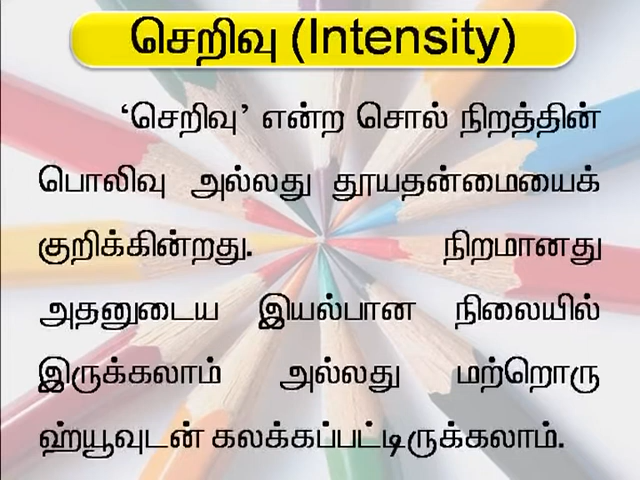 செறிவு (Intensity)
‘செறிவு’ என்ற சொல் நிறத்தின்
பொலிவு அல்லது தூயதன்மையைக்
குறிக்கின்றது. நிறமானது
அதனுடைய இயல்பான நிலையில்
இருக்கலாம் அல்லது மற்றொரு
ஹ்யூவுடன் கலக்கப்பட்டிருக்கலாம்.